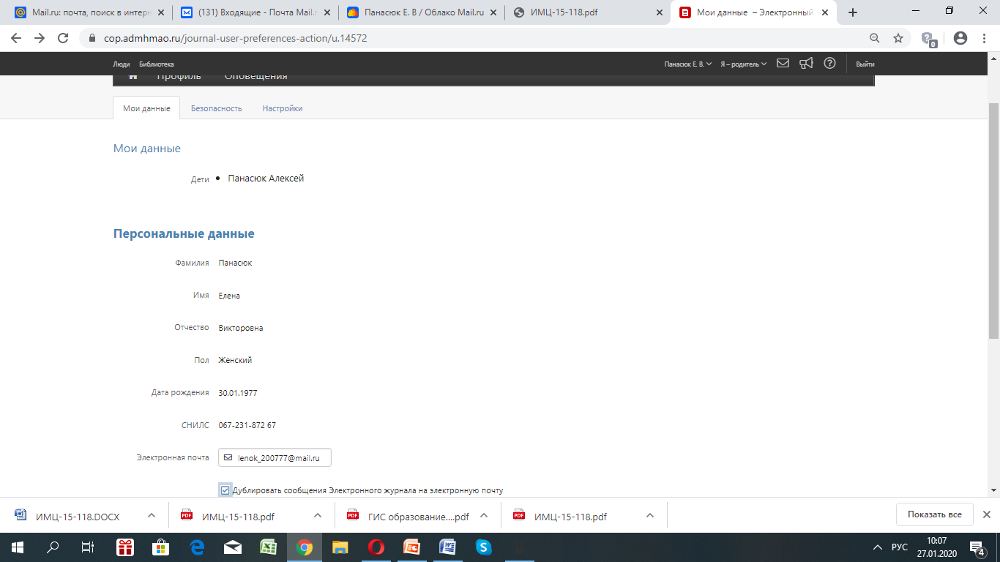 Mail.ru: почта, поиск в интерн
(131) Входящие - Почта Mail.r
Панасюк Е. В / Облако Mail.ru
ИМЦ-15-118.pdf
Мои данные – Электронный
cop.admhmao.ru/journal-user-preferences-action/u.14572
0
Люди Библиотека Панасюк Е. В. Я – родитель Выйти
Профиль Оповещения
Мои данные Безопасность Настройки
Мои данные
Дети • Панасюк Алексей
Персональные данные
Фамилия Панасюк
Имя Елена
Отчество Викторовна
Пол Женский
Дата рождения 30.01.1977
СНИЛС 067-231-872 67
Электронная почта lenok_200777@mail.ru
Дублировать сообщения Электронного журнала на электронную почту
ИМЦ-15-118.DOCX
ИМЦ-15-118.pdf
ГИС образование....pdf
ИМЦ-15-118.pdf
Показать все
РУС
10:07
27.01.2020
4